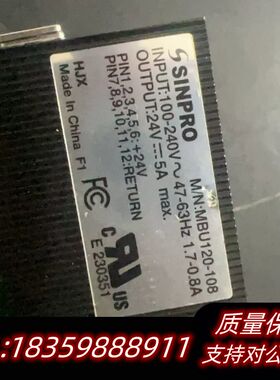 SINPRO
M/N:MBU120-108
INPUT:100-240V~ 47-63Hz 1.7-0.8A
OUTPUT:24V⎓5A max.
PIN1,2,3,4,5,6:+24V
PIN7,8,9,10,11,12:RETURN
HJX
Made In China F1
FC
C US
E230351
质量保
:18359888911
支持对公